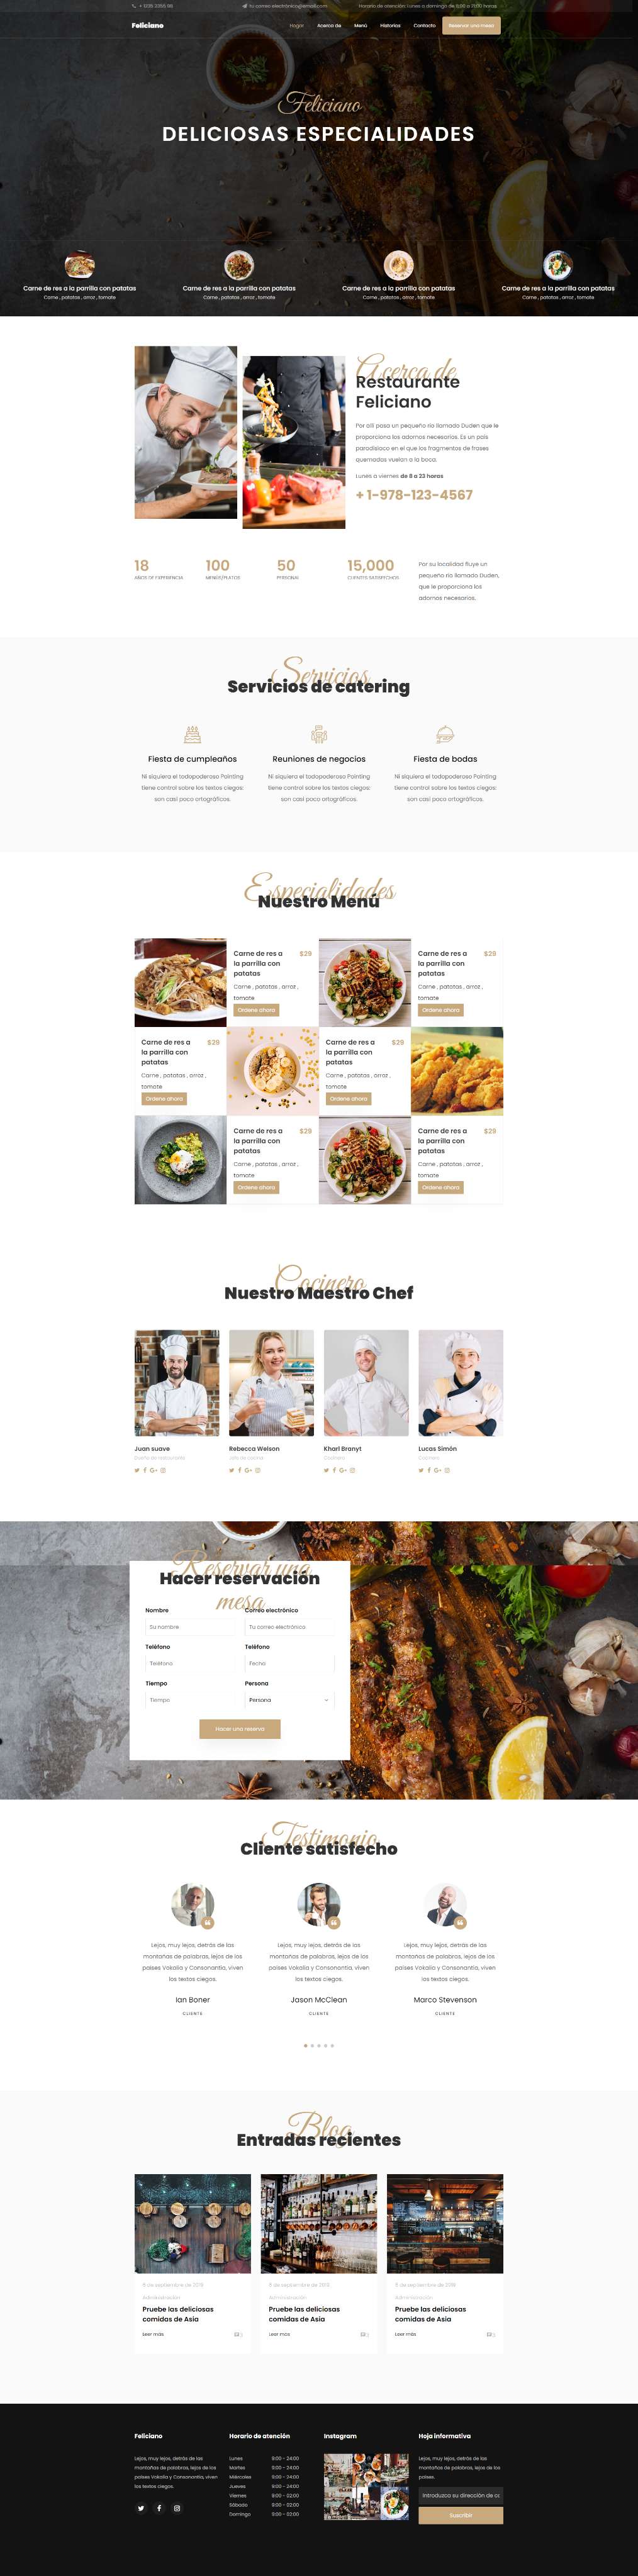 + 1235 2355 98
tu correo electrónico@email.com
Horario de atención: Lunes a domingo de 8:00 a 21:00 horas
Feliciano
Hogar
Acerca de
Menú
Historias
Contacto
Reservar una mesa
Feliciano
DELICIOSAS ESPECIALIDADES
Carne de res a la parrilla con patatas
Carne , patatas , arroz , tomate
Carne de res a la parrilla con patatas
Carne , patatas , arroz , tomate
Carne de res a la parrilla con patatas
Carne , patatas , arroz , tomate
Carne de res a la parrilla con patatas
Carne , patatas , arroz , tomate
Acerca de
Restaurante
Feliciano
Por allí pasa un pequeño río llamado Duden que le
proporciona los adornos necesarios. Es un país
paradisíaco en el que los fragmentos de frases
quemadas vuelan a la boca.
Lunes a viernes de 8 a 23 horas
+ 1-978-123-4567
18
AÑOS DE EXPERIENCIA
100
MENÚS/PLATOS
50
PERSONAL
15,000
CLIENTES SATISFECHOS
Por su localidad fluye un
pequeño río llamado Duden,
que le proporciona los
adornos necesarios.
Servicios
Servicios de catering
Fiesta de cumpleaños
Ni siquiera el todopoderoso Pointing
tiene control sobre los textos ciegos:
son casi poco ortográficos.
Reuniones de negocios
Ni siquiera el todopoderoso Pointing
tiene control sobre los textos ciegos:
son casi poco ortográficos.
Fiesta de bodas
Ni siquiera el todopoderoso Pointing
tiene control sobre los textos ciegos:
son casi poco ortográficos.
Especialidades
Nuestro Menú
Carne de res a
la parrilla con
patatas
$29
Carne , patatas , arroz ,
tomate
Ordene ahora
Carne de res a
la parrilla con
patatas
$29
Carne , patatas , arroz ,
tomate
Ordene ahora
Carne de res a
la parrilla con
patatas
$29
Carne , patatas , arroz ,
tomate
Ordene ahora
Carne de res a
la parrilla con
patatas
$29
Carne , patatas , arroz ,
tomate
Ordene ahora
Carne de res a
la parrilla con
patatas
$29
Carne , patatas , arroz ,
tomate
Ordene ahora
Carne de res a
la parrilla con
patatas
$29
Carne , patatas , arroz ,
tomate
Ordene ahora
Cocinero
Nuestro Maestro Chef
Juan suave
Dueño de restaurante
Rebecca Welson
Jefe de cocina
Kharl Branyt
Cocinero
Lucas Simón
Cocinero
Reservar una
mesa
Hacer reservación
Nombre
Su nombre
Correo electrónico
Tu correo electrónico
Teléfono
Teléfono
Teléfono
Fecha
Tiempo
Tiempo
Persona
Persona
Hacer una reserva
Testimonio
Cliente satisfecho
Lejos, muy lejos, detrás de las
montañas de palabras, lejos de los
países Vokalia y Consonantia, viven
los textos ciegos.
Ian Boner
CLIENTE
Lejos, muy lejos, detrás de las
montañas de palabras, lejos de los
países Vokalia y Consonantia, viven
los textos ciegos.
Jason McClean
CLIENTE
Lejos, muy lejos, detrás de las
montañas de palabras, lejos de los
países Vokalia y Consonantia, viven
los textos ciegos.
Marco Stevenson
CLIENTE
Blog
Entradas recientes
6 de septiembre de 2019
Administración
Pruebe las deliciosas
comidas de Asia
Leer más
3
6 de septiembre de 2019
Administración
Pruebe las deliciosas
comidas de Asia
Leer más
3
6 de septiembre de 2019
Administración
Pruebe las deliciosas
comidas de Asia
Leer más
3
Feliciano
Lejos, muy lejos, detrás de las
montañas de palabras, lejos de los
países Vokalia y Consonantia, viven
los textos ciegos.
Horario de atención
Lunes 9:00 - 24:00
Martes 9:00 - 24:00
Miércoles 9:00 - 24:00
Jueves 9:00 - 24:00
Viernes 9:00 - 02:00
Sábado 9:00 - 02:00
Domingo 9:00 - 02:00
Instagram
Hoja informativa
Lejos, muy lejos, detrás de las
montañas de palabras, lejos de los
países.
Introduzca su dirección de cc
Suscribir